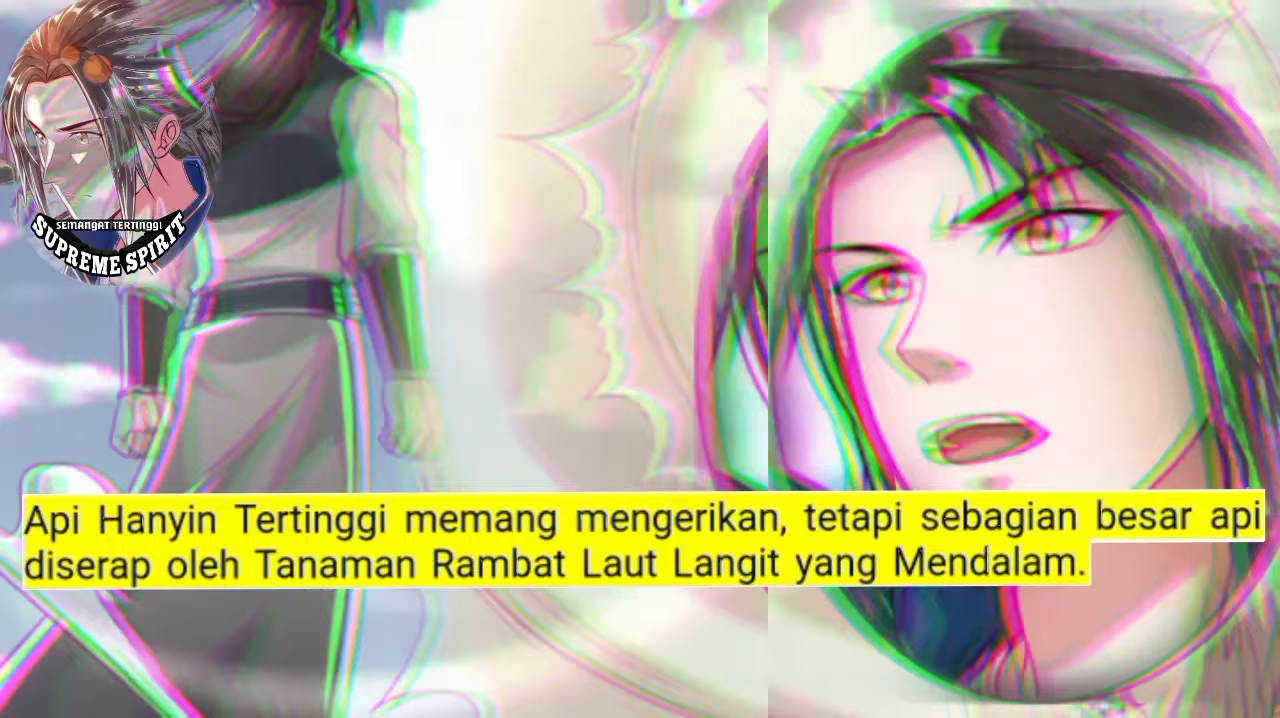 SEMANGAT TERTINGGI
SUPREME SPIRIT
Api Hanyin Tertinggi memang mengerikan, tetapi sebagian besar api
diserap oleh Tanaman Rambat Laut Langit yang Mendalam.